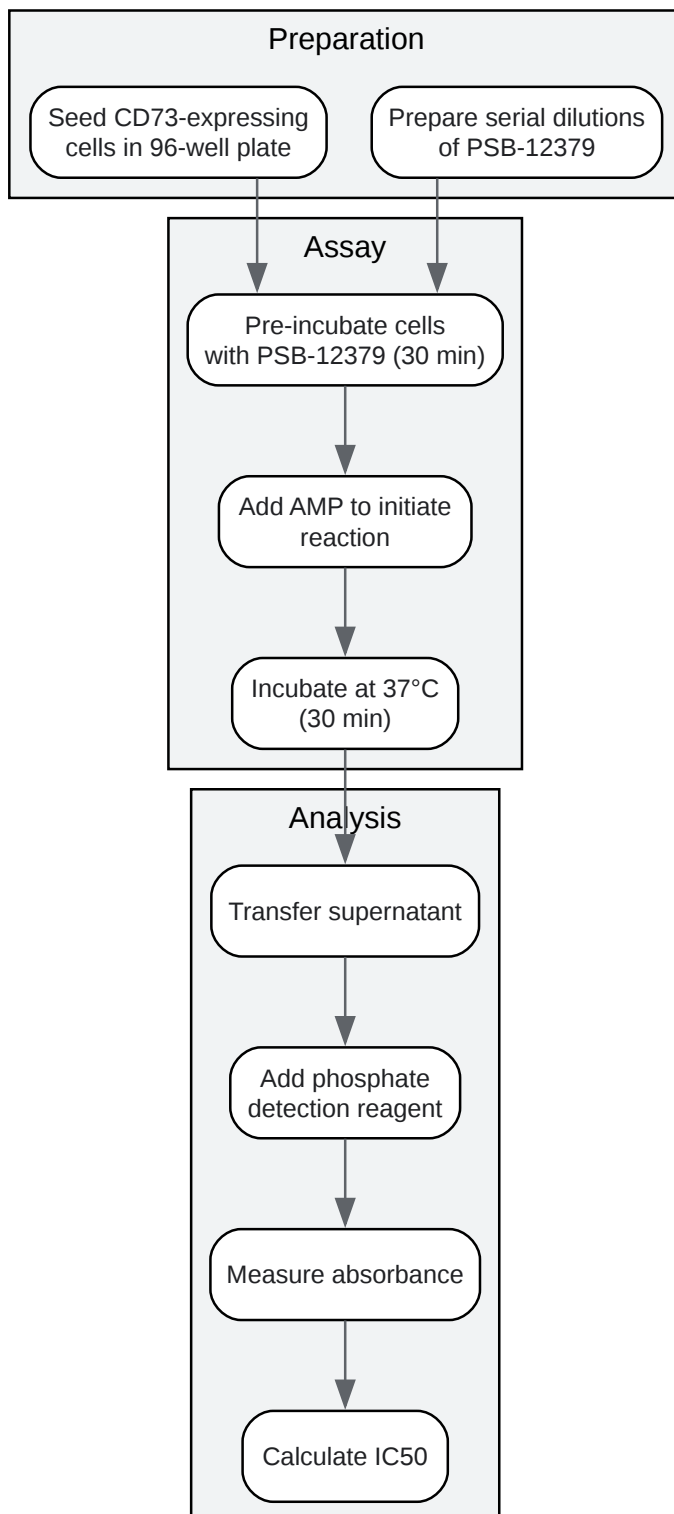 Preparation
Seed CD73-expressing
cells in 96-well plate
Prepare serial dilutions
of PSB-12379
Assay
Pre-incubate cells
with PSB-12379 (30 min)
Add AMP to initiate
reaction
Incubate at 37°C
(30 min)
Analysis
Transfer supernatant
Add phosphate
detection reagent
Measure absorbance
Calculate IC50